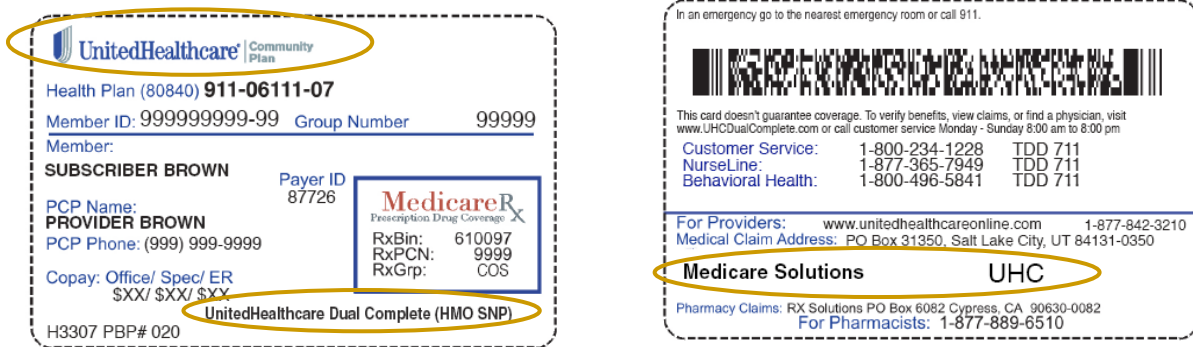 UnitedHealthcare® Community Plan
Health Plan (80840) 911-06111-07
Member ID: 999999999-99 Group Number 99999
Member:
SUBSCRIBER BROWN
Payer ID
87726
PCP Name:
PROVIDER BROWN
PCP Phone: (999) 999-9999
MedicareRx
Prescription Drug Coverage
RxBin: 610097
RxPCN: 9999
RxGrp: COS
Copay: Office/ Spec/ ER
$XX/ $XX/ $XX
UnitedHealthcare Dual Complete (HMO SNP)
H3307 PBP# 020
In an emergency go to the nearest emergency room or call 911.
This card doesn't guarantee coverage. To verify benefits, view claims, or find a physician, visit
www.UHCDualComplete.com or call customer service Monday - Sunday 8:00 am to 8:00 pm
Customer Service: 1-800-234-1228 TDD 711
NurseLine: 1-877-365-7949 TDD 711
Behavioral Health: 1-800-496-5841 TDD 711
For Providers: www.unitedhealthcareonline.com 1-877-842-3210
Medical Claim Address: PO Box 31350, Salt Lake City, UT 84131-0350
Medicare Solutions UHC
Pharmacy Claims: RX Solutions PO Box 6082 Cypress, CA 90630-0082
For Pharmacists: 1-877-889-6510